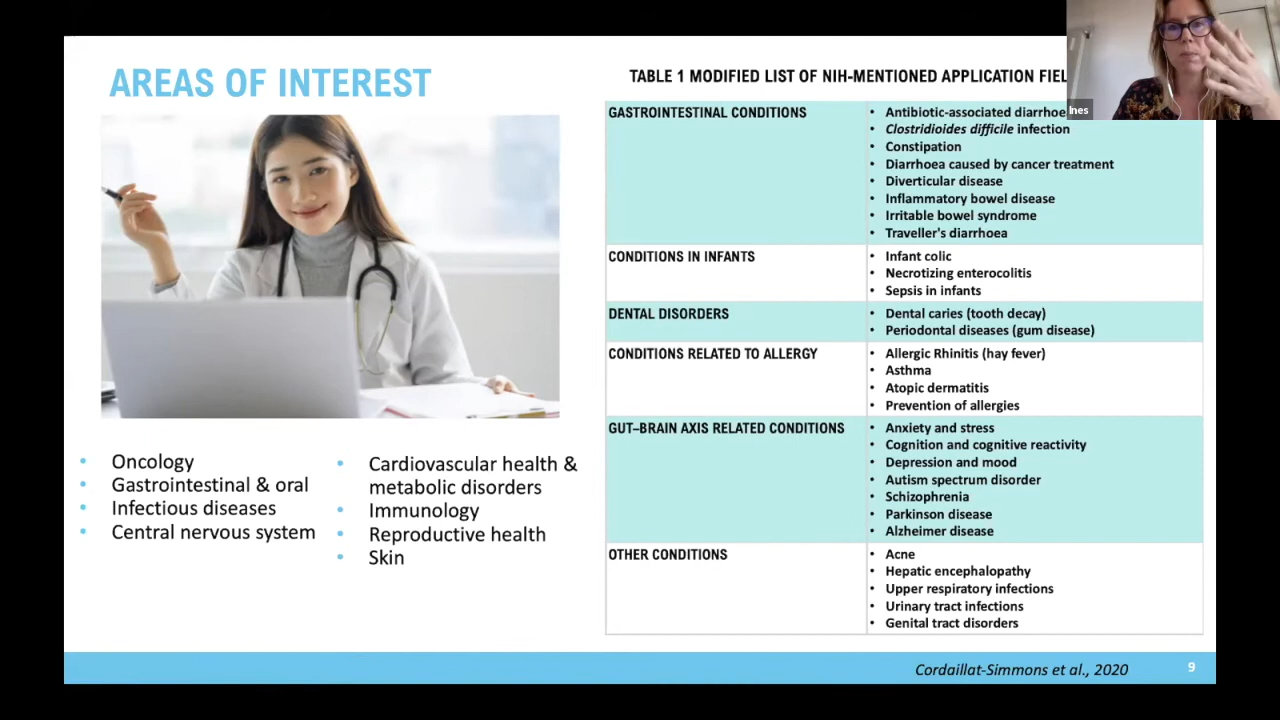 AREAS OF INTEREST
Oncology
Gastrointestinal & oral
Infectious diseases
Central nervous system
Cardiovascular health &
metabolic disorders
Immunology
Reproductive health
Skin
TABLE 1 MODIFIED LIST OF NIH-MENTIONED APPLICATION
GASTROINTESTINAL CONDITIONS
• Antibiotic-associated
• Clostridioides difficile infection
• Constipation
• Diarrhoea caused by cancer treatment
• Diverticular disease
• Inflammatory bowel disease
• Irritable bowel syndrome
• Traveller's diarrhoea
CONDITIONS IN INFANTS
• Infant colic
• Necrotizing enterocolitis
• Sepsis in infants
DENTAL DISORDERS
• Dental caries (tooth decay)
• Periodontal diseases (gum disease)
CONDITIONS RELATED TO ALLERGY
• Allergic Rhinitis (hay fever)
• Asthma
• Atopic dermatitis
• Prevention of allergies
GUT–BRAIN AXIS RELATED CONDITIONS
• Anxiety and stress
• Cognition and cognitive reactivity
• Depression and mood
• Autism spectrum disorder
• Schizophrenia
• Parkinson disease
• Alzheimer disease
OTHER CONDITIONS
• Acne
• Hepatic encephalopathy
• Upper respiratory infections
• Urinary tract infections
• Genital tract disorders
Cordaillat-Simmons et al., 2020
9
Ines